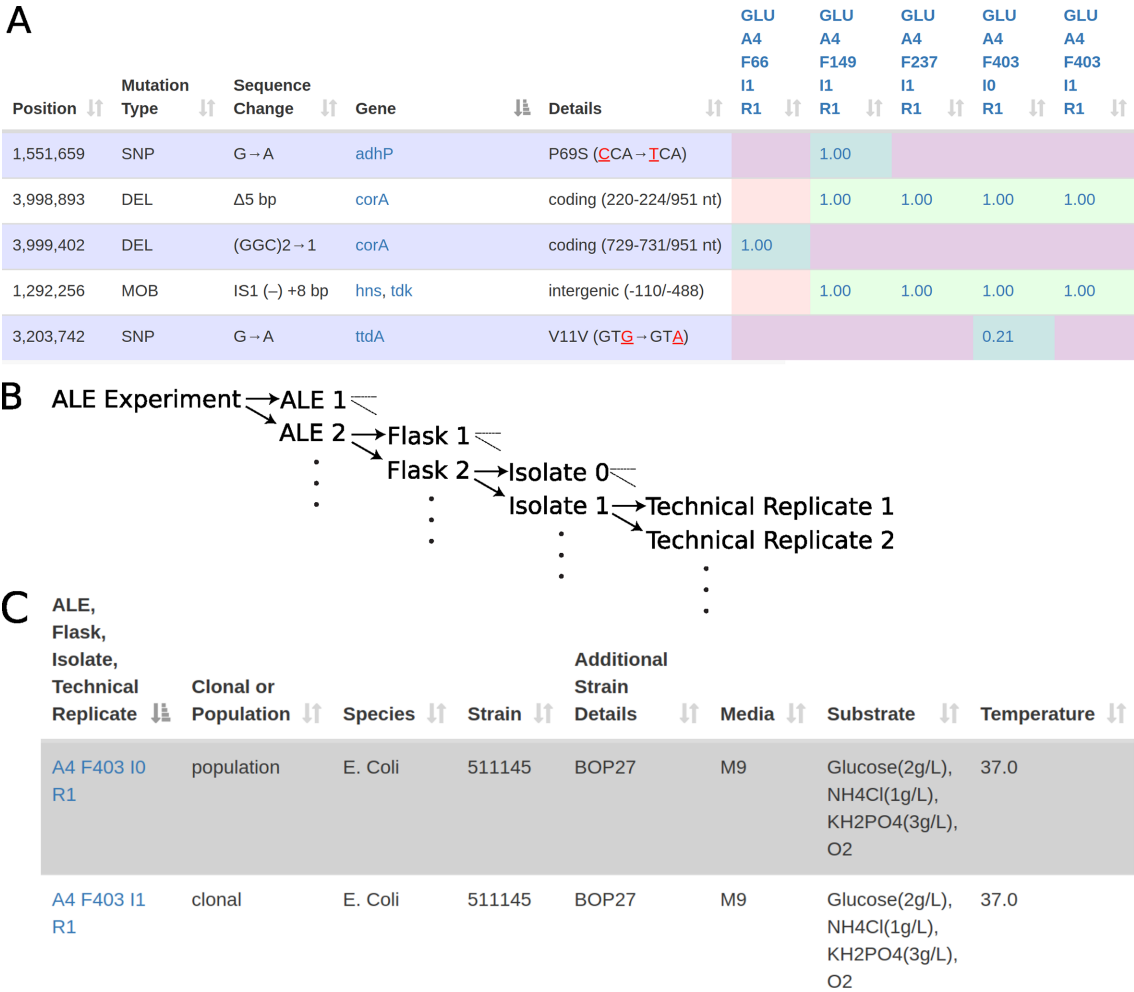 A
Position Mutation Type Sequence Change Gene Details GLU A4 F66 I1 R1 GLU A4 F149 I1 R1 GLU A4 F237 I1 R1 GLU A4 F403 I0 R1 GLU A4 F403 I1 R1
1,551,659 SNP G→A adhP P69S (CCA→TCA) 1.00
3,998,893 DEL Δ5 bp corA coding (220-224/951 nt) 1.00 1.00 1.00 1.00
3,999,402 DEL (GGC)2→1 corA coding (729-731/951 nt) 1.00
1,292,256 MOB IS1 (–) +8 bp hns, tdk intergenic (-110/-488) 1.00 1.00 1.00 1.00
3,203,742 SNP G→A ttdA V11V (GTG→GTA) 0.21
B
ALE Experiment ALE 1
ALE 2 Flask 1
Flask 2 Isolate 0
Isolate 1 Technical Replicate 1
Technical Replicate 2
C
ALE, Flask, Isolate, Technical Replicate Clonal or Population Species Strain Additional Strain Details Media Substrate Temperature
A4 F403 I0 population E. Coli 511145 BOP27 M9 Glucose(2g/L), 37.0
R1 NH4Cl(1g/L),
KH2PO4(3g/L),
O2
A4 F403 I1 clonal E. Coli 511145 BOP27 M9 Glucose(2g/L), 37.0
R1 NH4Cl(1g/L),
KH2PO4(3g/L),
O2